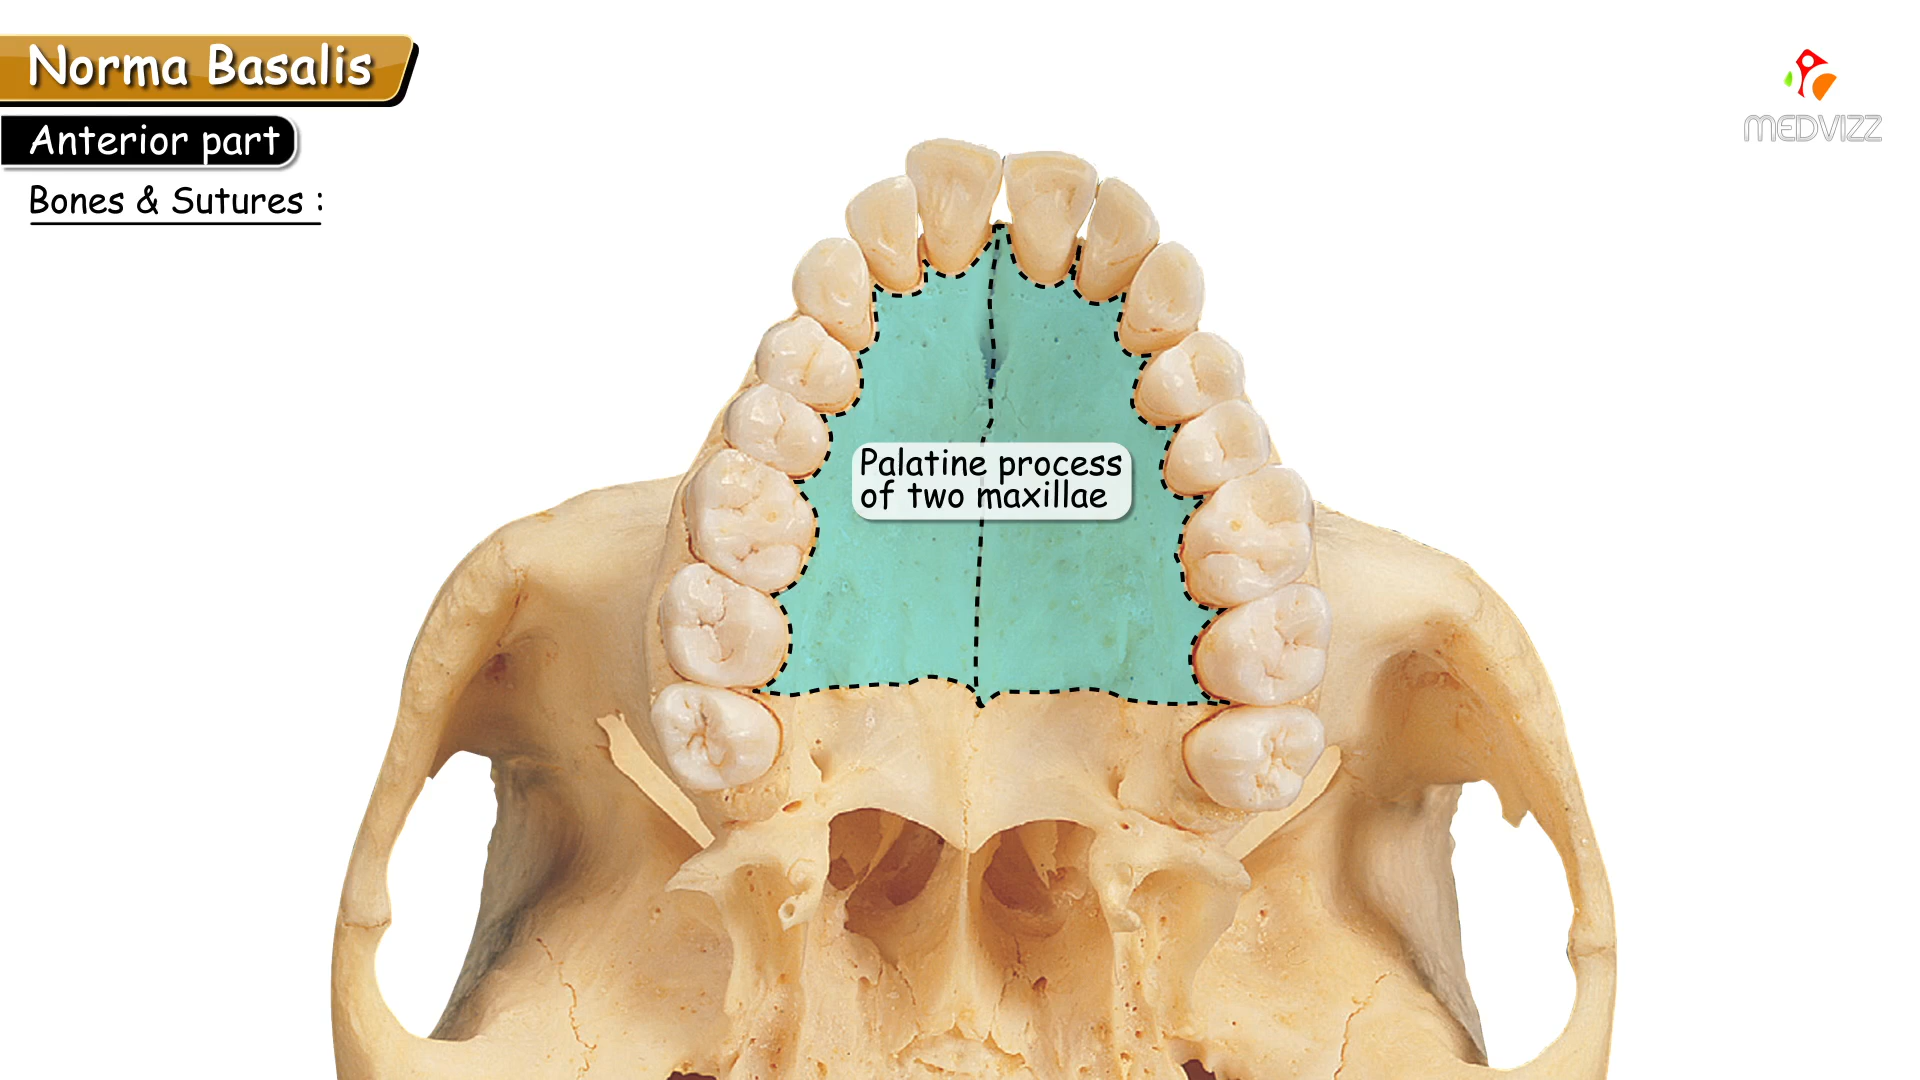 Norma Basalis
Anterior part
Bones & Sutures :
MEDVIZZ
Palatine process
of two maxillae